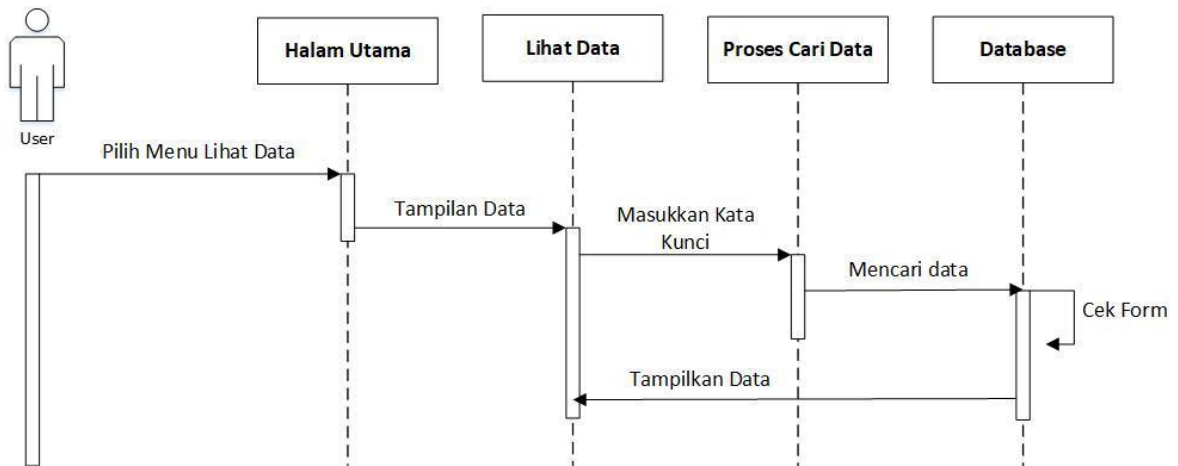 Halam Utama
Lihat Data
Proses Cari Data
Database
User
Pilih Menu Lihat Data
Tampilan Data
Masukkan Kata
Kunci
Mencari data
Cek Form
Tampilkan Data